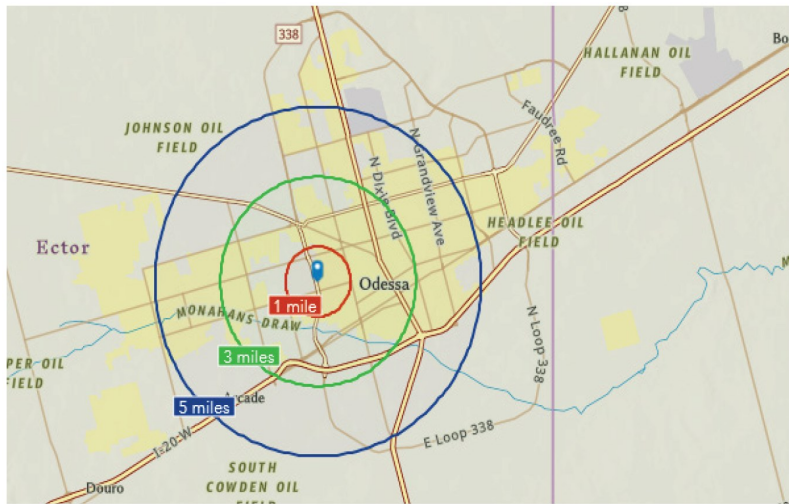 338
HALLANAN OIL
FIELD
Bo
JOHNSON OIL
FIELD
Faudree Rd
N Dixie Blvd
N Grandview Ave
Ector
HEADLEE OIL
FIELD
Odessa
1 mile
MONAHANS DRAW
N Loop 338
3 miles
PER OIL
FIELD
5 miles
I-20 W
E Loop 338
SOUTH
COWDEN OIL
FIELD
Douro